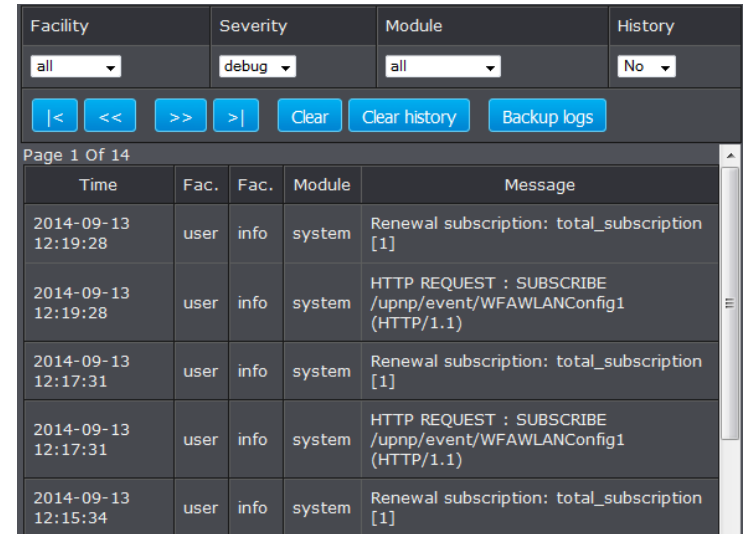 Facility Severity Module History
all debug all No
|< << >> >| Clear Clear history Backup logs
Page 1 Of 14
Time Fac. Fac. Module Message
2014-09-13 12:19:28 user info system Renewal subscription: total_subscription
[1]
2014-09-13 12:19:28 user info system HTTP REQUEST : SUBSCRIBE
/upnp/event/WFAWLANConfig1
(HTTP/1.1)
2014-09-13 12:17:31 user info system Renewal subscription: total_subscription
[1]
2014-09-13 12:17:31 user info system HTTP REQUEST : SUBSCRIBE
/upnp/event/WFAWLANConfig1
(HTTP/1.1)
2014-09-13 12:15:34 user info system Renewal subscription: total_subscription
[1]